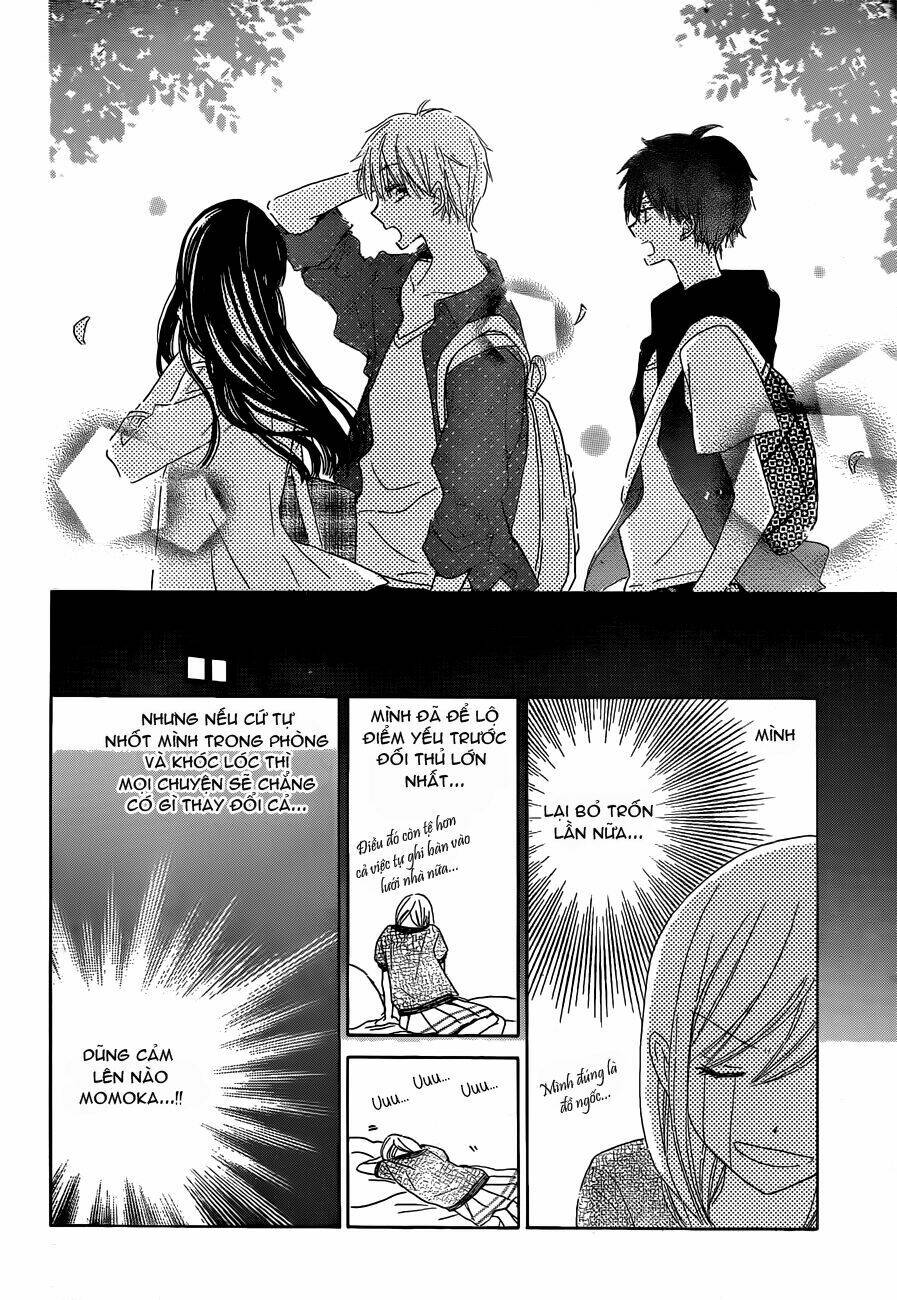 MÌNH
LẠI BỎ TRỐN
LẦN NỮA...
Mình đúng là
đồ ngốc...
MÌNH ĐÃ ĐỂ LỘ
ĐIỂM YẾU TRƯỚC
ĐỐI THỦ LỚN
NHẤT...
Điều đó còn tệ hơn
cả việc tự ghi bàn vào
lưới nhà nữa...
Uuu...
Uuu...
Uuu...
NHƯNG NẾU CỨ TỰ
NHỐT MÌNH TRONG PHÒNG
VÀ KHÓC LÓC THÌ
MỌI CHUYỆN SẼ CHẲNG
CÓ GÌ THAY ĐỔI CẢ...
DŨNG CẢM
LÊN NÀO
MOMOKA...!!